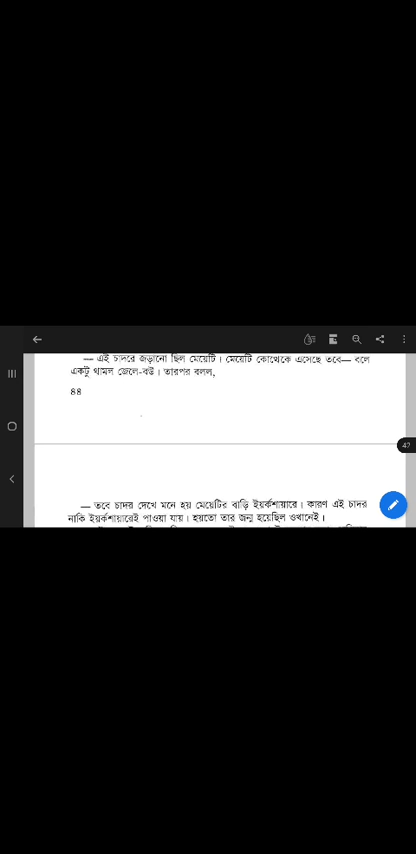 — এই চাদরে জড়ানো ছিল মেয়েটি। মেয়েটি কোত্থেকে এসেছে তবে— বলে
একটু থামল জেলে-বউ। তারপর বলল,
৪৪
42
— তবে চাদর দেখে মনে হয় মেয়েটির বাড়ি ইয়র্কশায়ারে। কারণ এই চাদর
নাকি ইয়র্কশায়ারেই পাওয়া যায়। হয়তো তার জন্ম হয়েছিল ওখানেই।